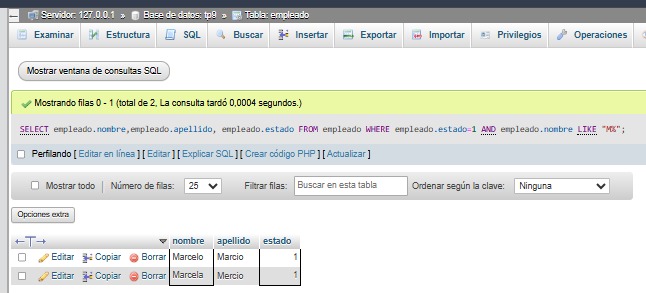 Servidor: 127.0.0.1 » Base de datos: tp9 » Tabla: empleado
Examinar Estructura SQL Buscar Insertar Exportar Importar Privilegios Operaciones
Mostrar ventana de consultas SQL
Mostrando filas 0 - 1 (total de 2, La consulta tardó 0,0004 segundos.)
SELECT empleado.nombre,empleado.apellido, empleado.estado FROM empleado WHERE empleado.estado=1 AND empleado.nombre LIKE "M%";
Perfilando [ Editar en línea ] [ Editar ] [ Explicar SQL ] [ Crear código PHP ] [ Actualizar ]
Mostrar todo | Número de filas: 25 Filtrar filas: Buscar en esta tabla Ordenar según la clave: Ninguna
Opciones extra
←T→ nombre apellido estado
Editar Copiar Borrar Marcelo Marcio 1
Editar Copiar Borrar Marcela Mercio 1